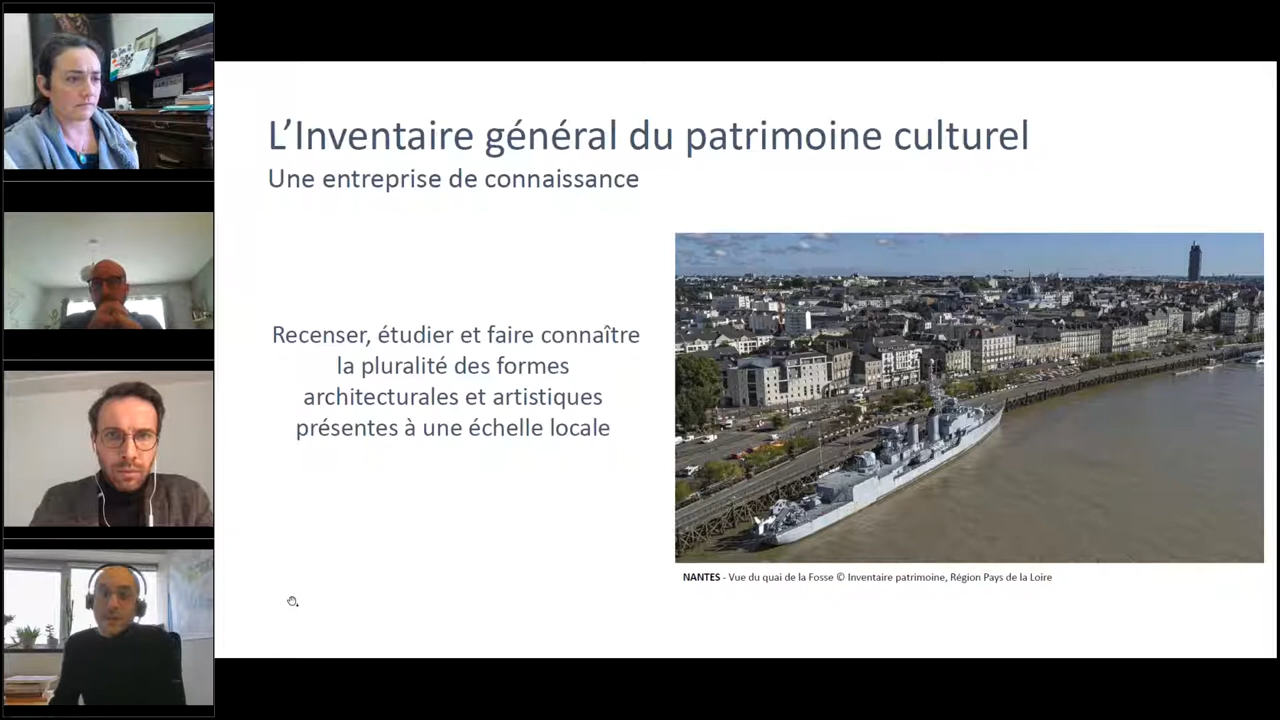 L’Inventaire général du patrimoine culturel
Une entreprise de connaissance
Recenser, étudier et faire connaître
la pluralité des formes
architecturales et artistiques
présentes à une échelle locale
NANTES - Vue du quai de la Fosse © Inventaire patrimoine, Région Pays de la Loire